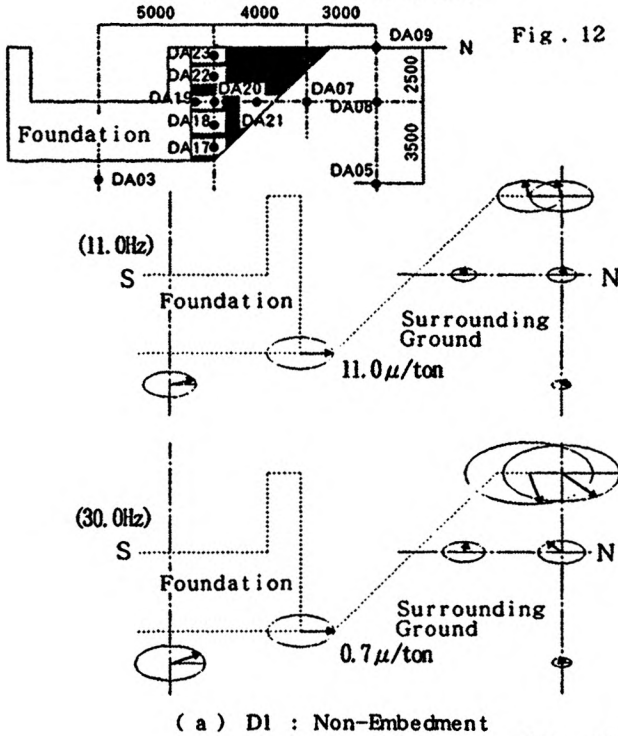 5000 4000 3000
DA09
N
Fig. 12
DA23
DA22
2500
DA20
DA07
DA19
DA08
DA18
DA21
Foundation
3500
DA17
DA03
DA05
(11.0Hz)
S
N
Foundation
Surrounding
Ground
11.0μ/ton
(30.0Hz)
S
N
Foundation
Surrounding
Ground
0.7μ/ton
(a) D1 : Non-Embedment